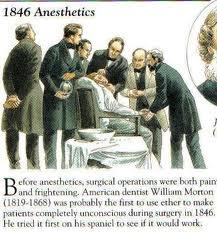 1846 Anesthetics
Before anesthetics, surgical operations were both pain
and frightening. American dentist William Morton
(1819-1868) was probably the first to use ether to make
patients completely unconscious during surgery in 1846.
He tried it first on his spaniel to see if it would work.